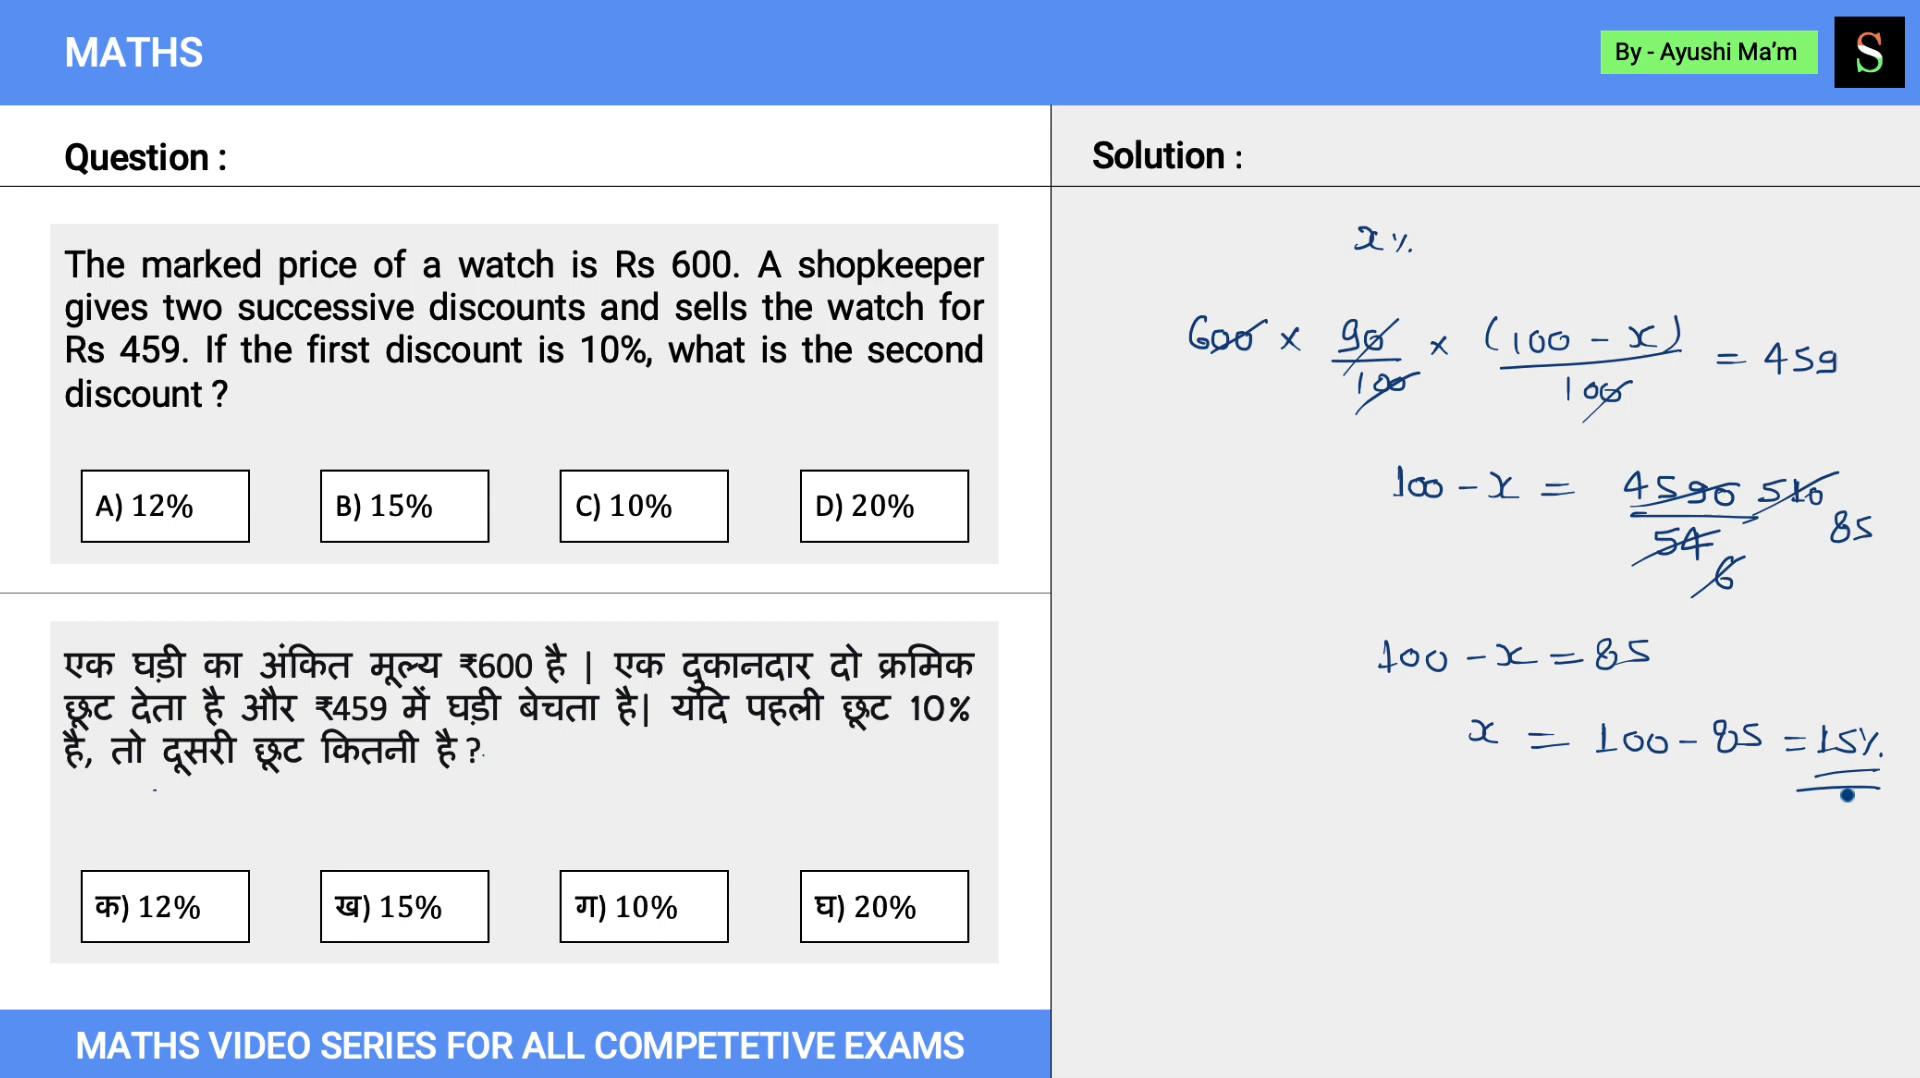 MATHS
By - Ayushi Ma'm
S
Question :
The marked price of a watch is Rs 600. A shopkeeper
gives two successive discounts and sells the watch for
Rs 459. If the first discount is 10%, what is the second
discount ?
A) 12%
B) 15%
C) 10%
D) 20%
एक घड़ी का अंकित मूल्य ₹600 है | एक दुकानदार दो क्रमिक
छूट देता है और ₹459 में घड़ी बेचता है| यदि पहली छूट 10%
है, तो दूसरी छूट कितनी है ?
क) 12%
ख) 15%
ग) 10%
घ) 20%
MATHS VIDEO SERIES FOR ALL COMPETETIVE EXAMS
Solution :
x%
600 × 90/100 × (100 - x)/100 = 459
100 - x = 4590/54 510/6 85
100 - x = 85
x = 100 - 85 = 15%